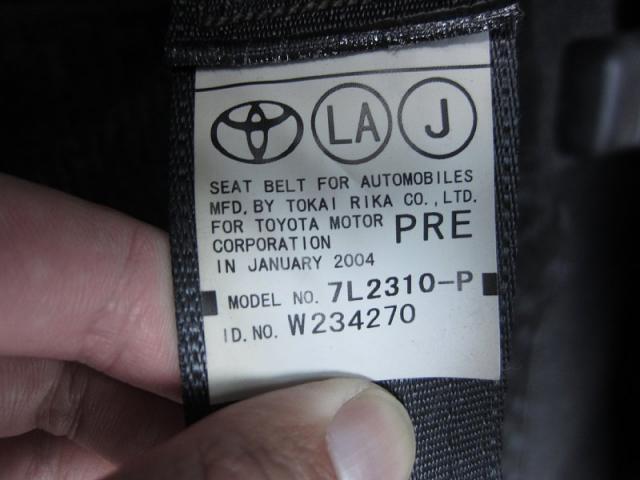 LA J
SEAT BELT FOR AUTOMOBILES
MFD. BY TOKAI RIKA CO., LTD.
FOR TOYOTA MOTOR
CORPORATION PRE
IN JANUARY 2004
MODEL NO. 7L2310-P
ID. NO. W234270